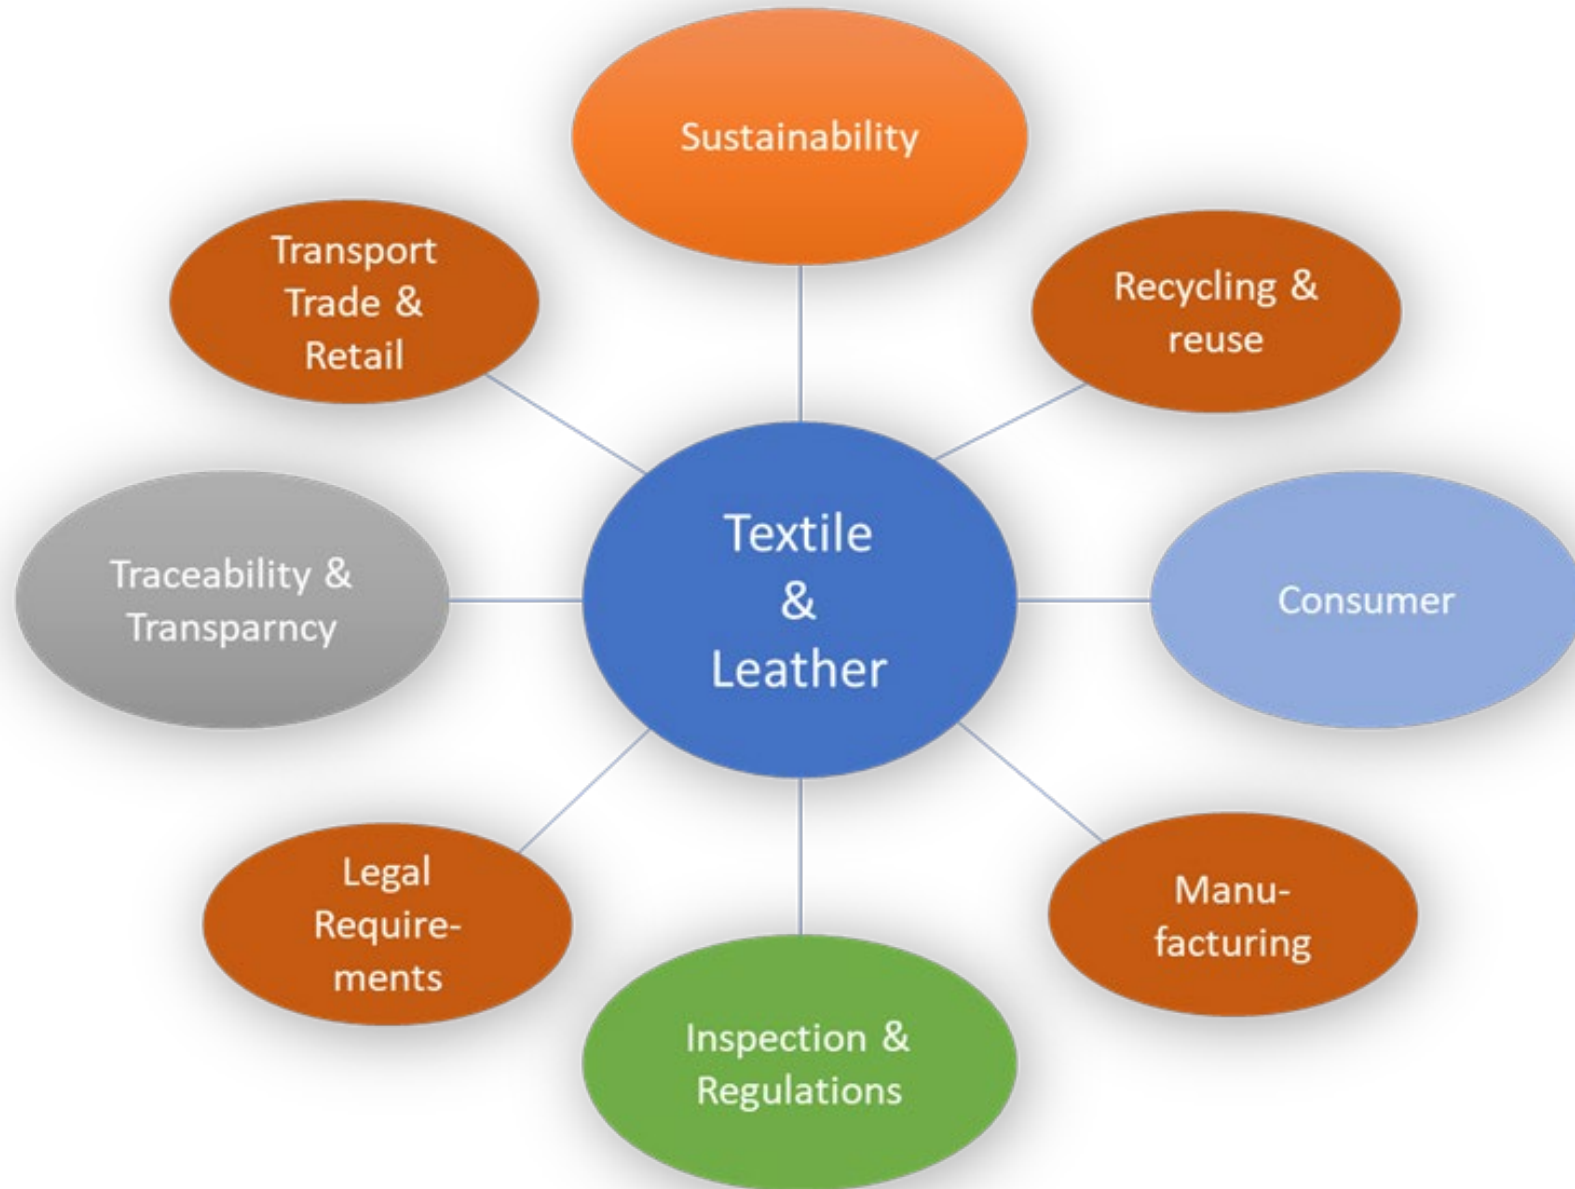 Sustainability
Transport
Trade &
Retail
Recycling &
reuse
Textile
&
Leather
Traceability &
Transparncy
Consumer
Legal
Require-
ments
Manu-
facturing
Inspection &
Regulations